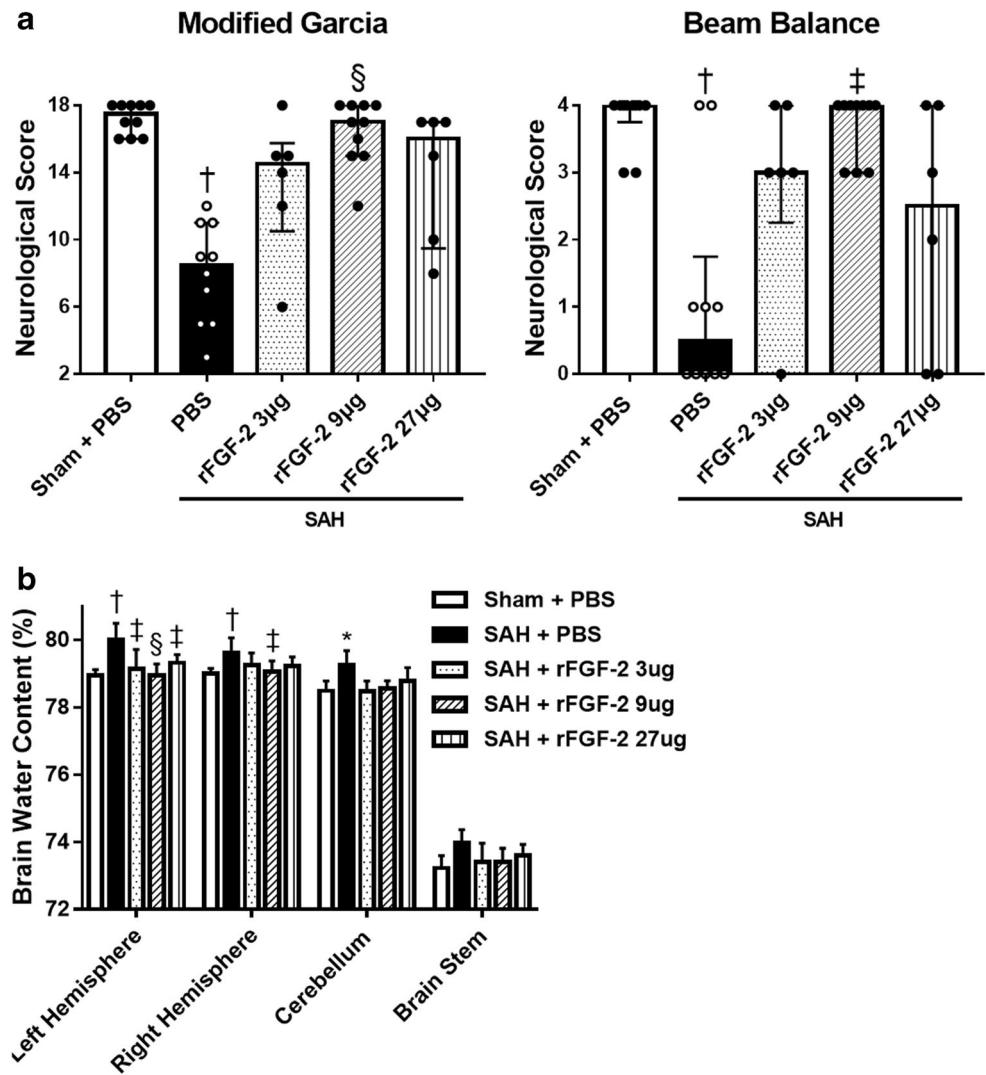 a
Modified Garcia
Beam Balance
Neurological Score
18
14
10
6
2
†
§
Sham + PBS
PBS
rFGF-2 3μg
rFGF-2 9μg
rFGF-2 27μg
SAH
Neurological Score
4
3
2
1
0
†
‡
Sham + PBS
PBS
rFGF-2 3μg
rFGF-2 9μg
rFGF-2 27μg
SAH
b
Brain Water Content (%)
80
78
76
74
72
† ‡ § ‡
† ‡
*
Left Hemisphere
Right Hemisphere
Cerebellum
Brain Stem
Sham + PBS
SAH + PBS
SAH + rFGF-2 3ug
SAH + rFGF-2 9ug
SAH + rFGF-2 27ug